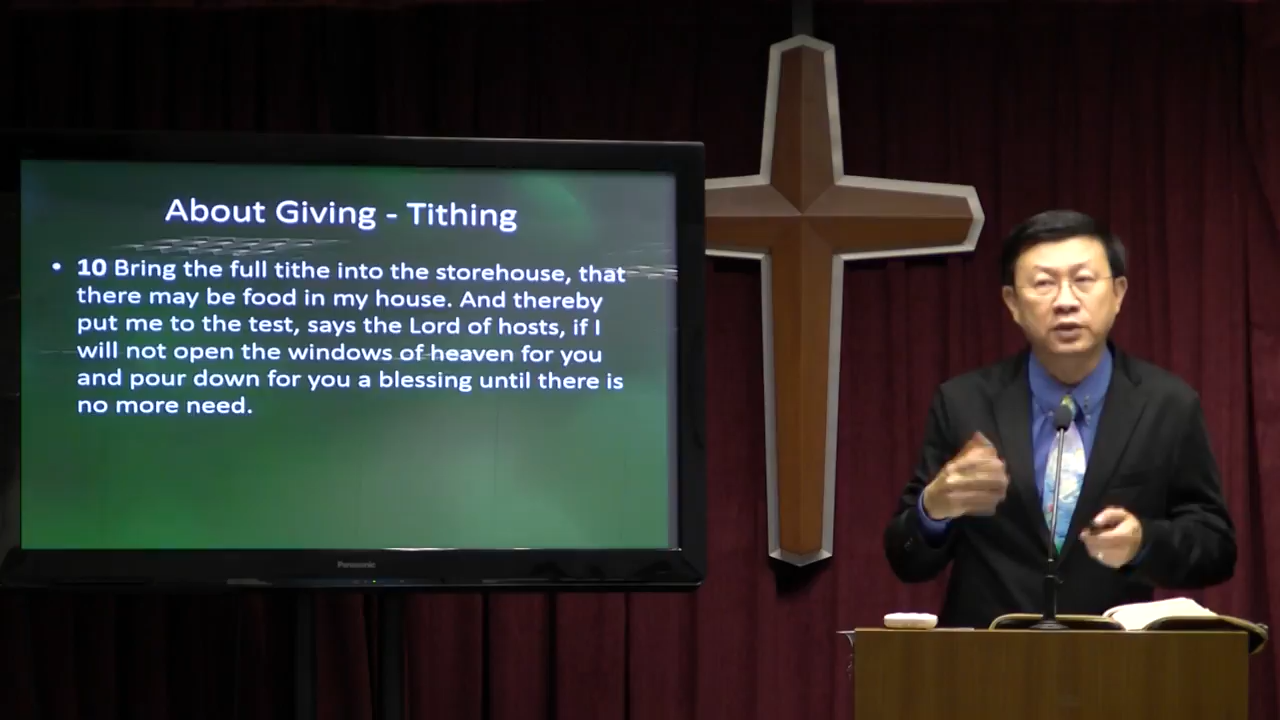 About Giving - Tithing
• 10 Bring the full tithe into the storehouse, that
there may be food in my house. And thereby
put me to the test, says the Lord of hosts, if I
will not open the windows of heaven for you
and pour down for you a blessing until there is
no more need.
Panasonic